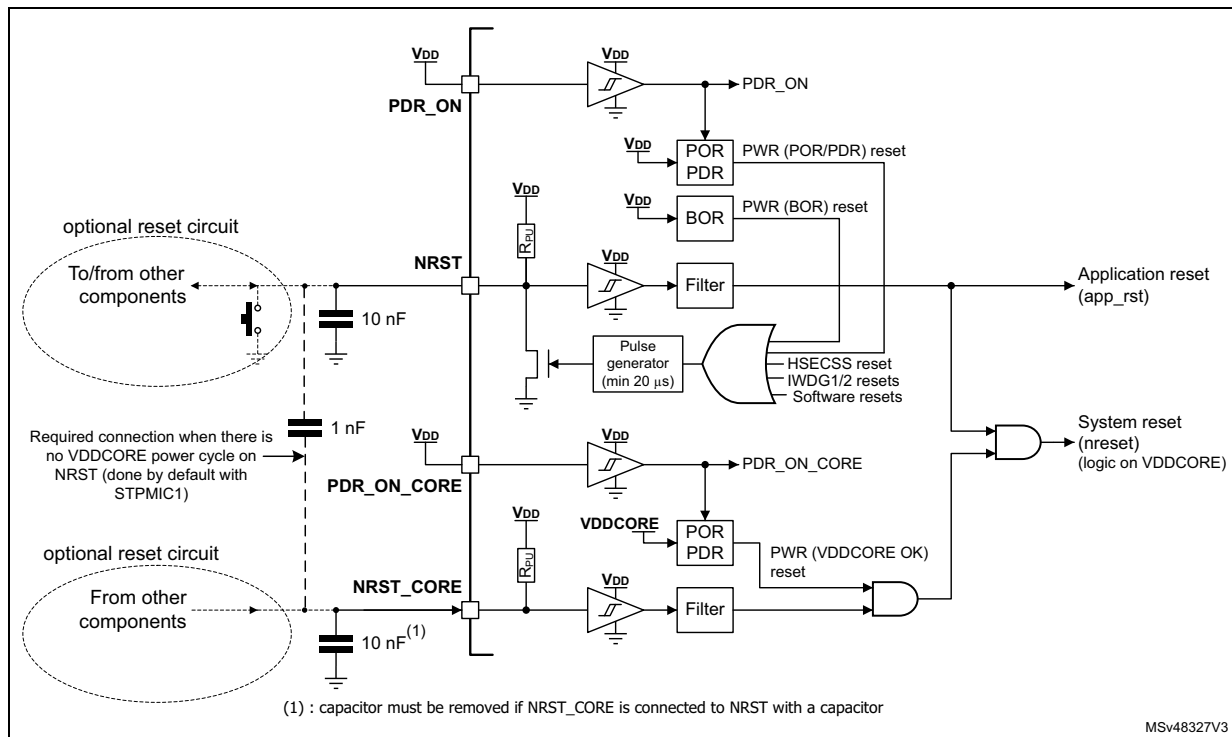 VDD
VDD
PDR_ON
PDR_ON
VDD
POR
PDR
PWR (POR/PDR) reset
VDD
BOR
PWR (BOR) reset
optional reset circuit
To/from other
components
10 nF
VDD
RPU
NRST
VDD
Filter
Application reset
(app_rst)
Pulse
generator
(min 20 µs)
HSECSS reset
IWDG1/2 resets
Software resets
1 nF
Required connection when there is
no VDDCORE power cycle on
NRST (done by default with
STPMIC1)
VDD
VDD
PDR_ON_CORE
PDR_ON_CORE
System reset
(nreset)
(logic on VDDCORE)
VDDCORE
POR
PDR
PWR (VDDCORE OK)
reset
optional reset circuit
From other
components
10 nF(1)
VDD
RPU
NRST_CORE
VDD
Filter
(1) : capacitor must be removed if NRST_CORE is connected to NRST with a capacitor
MSv48327V3